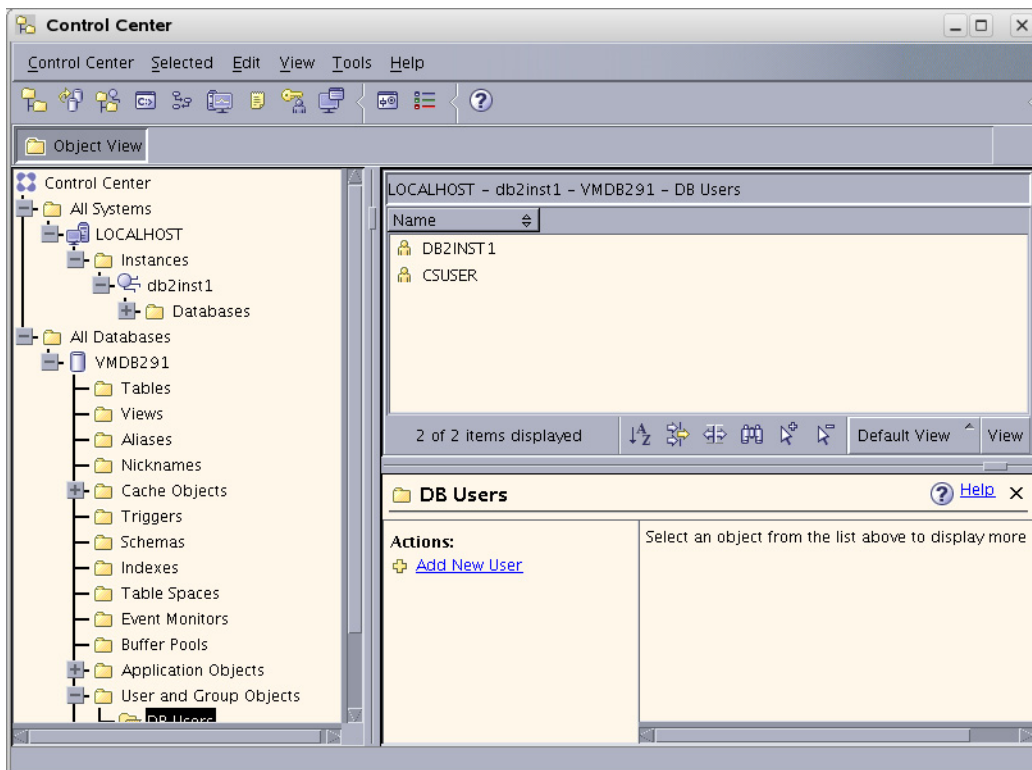 Control Center
Control Center Selected Edit View Tools Help
Object View
Control Center
All Systems
LOCALHOST
Instances
db2inst1
Databases
All Databases
VMDB291
Tables
Views
Aliases
Nicknames
Cache Objects
Triggers
Schemas
Indexes
Table Spaces
Event Monitors
Buffer Pools
Application Objects
User and Group Objects
DB Users
LOCALHOST - db2inst1 - VMDB291 - DB Users
Name
DB2INST1
CSUSER
2 of 2 items displayed Default View View
DB Users Help
Actions:
Add New User
Select an object from the list above to display more